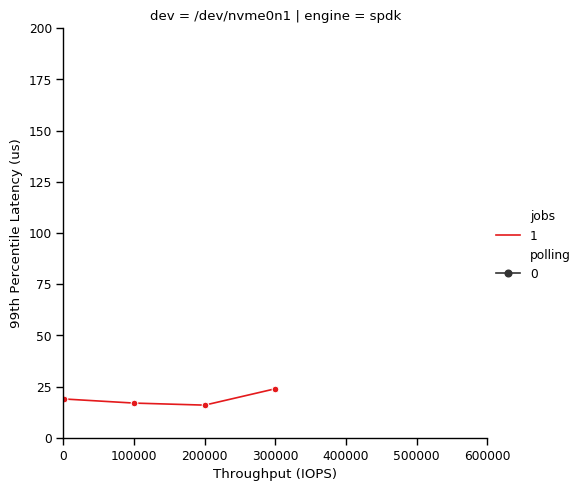 dev = /dev/nvme0n1 | engine = spdk
200
175
150
125
100
75
50
25
0
99th Percentile Latency (us)
0 100000 200000 300000 400000 500000 600000
Throughput (IOPS)
jobs
1
polling
0